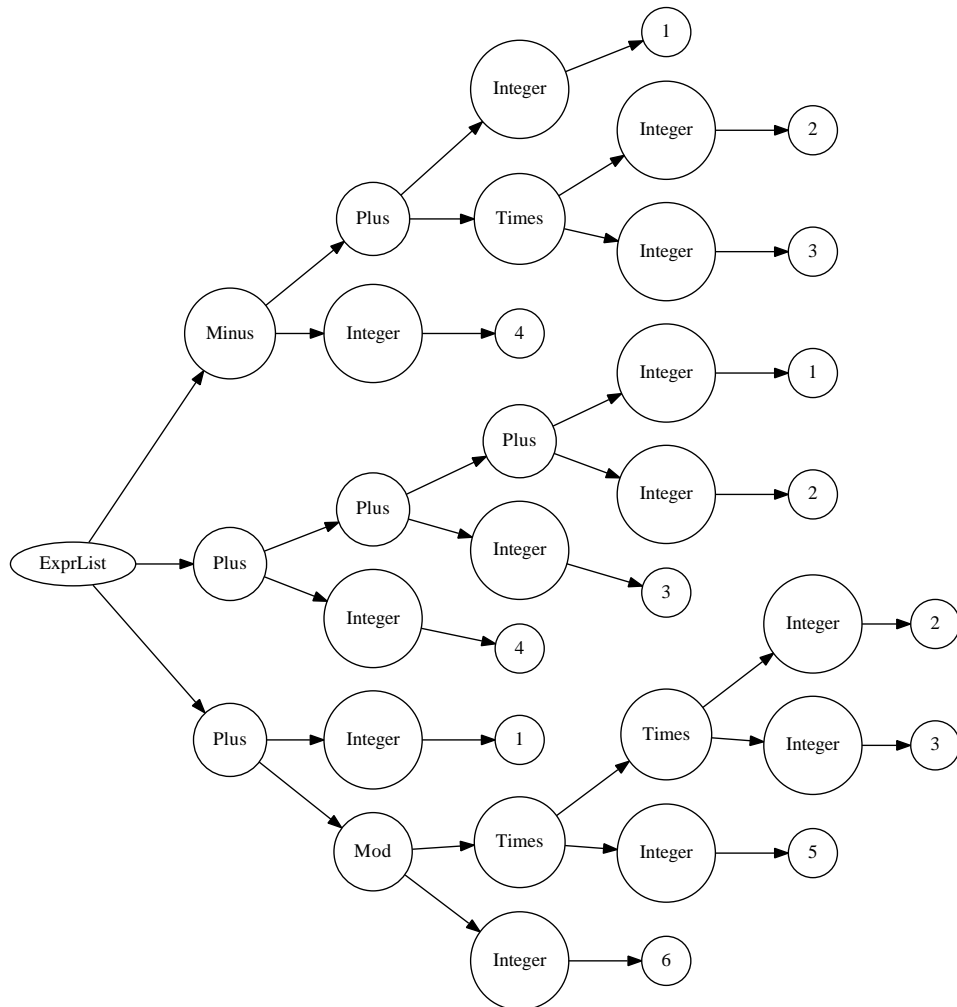 1
Integer
Integer
2
Plus
Times
Integer
3
Minus
Integer
4
Integer
1
Plus
Integer
2
Plus
Integer
ExprList
Plus
3
Integer
4
Integer
2
Plus
Integer
1
Times
Integer
3
Mod
Times
Integer
5
Integer
6